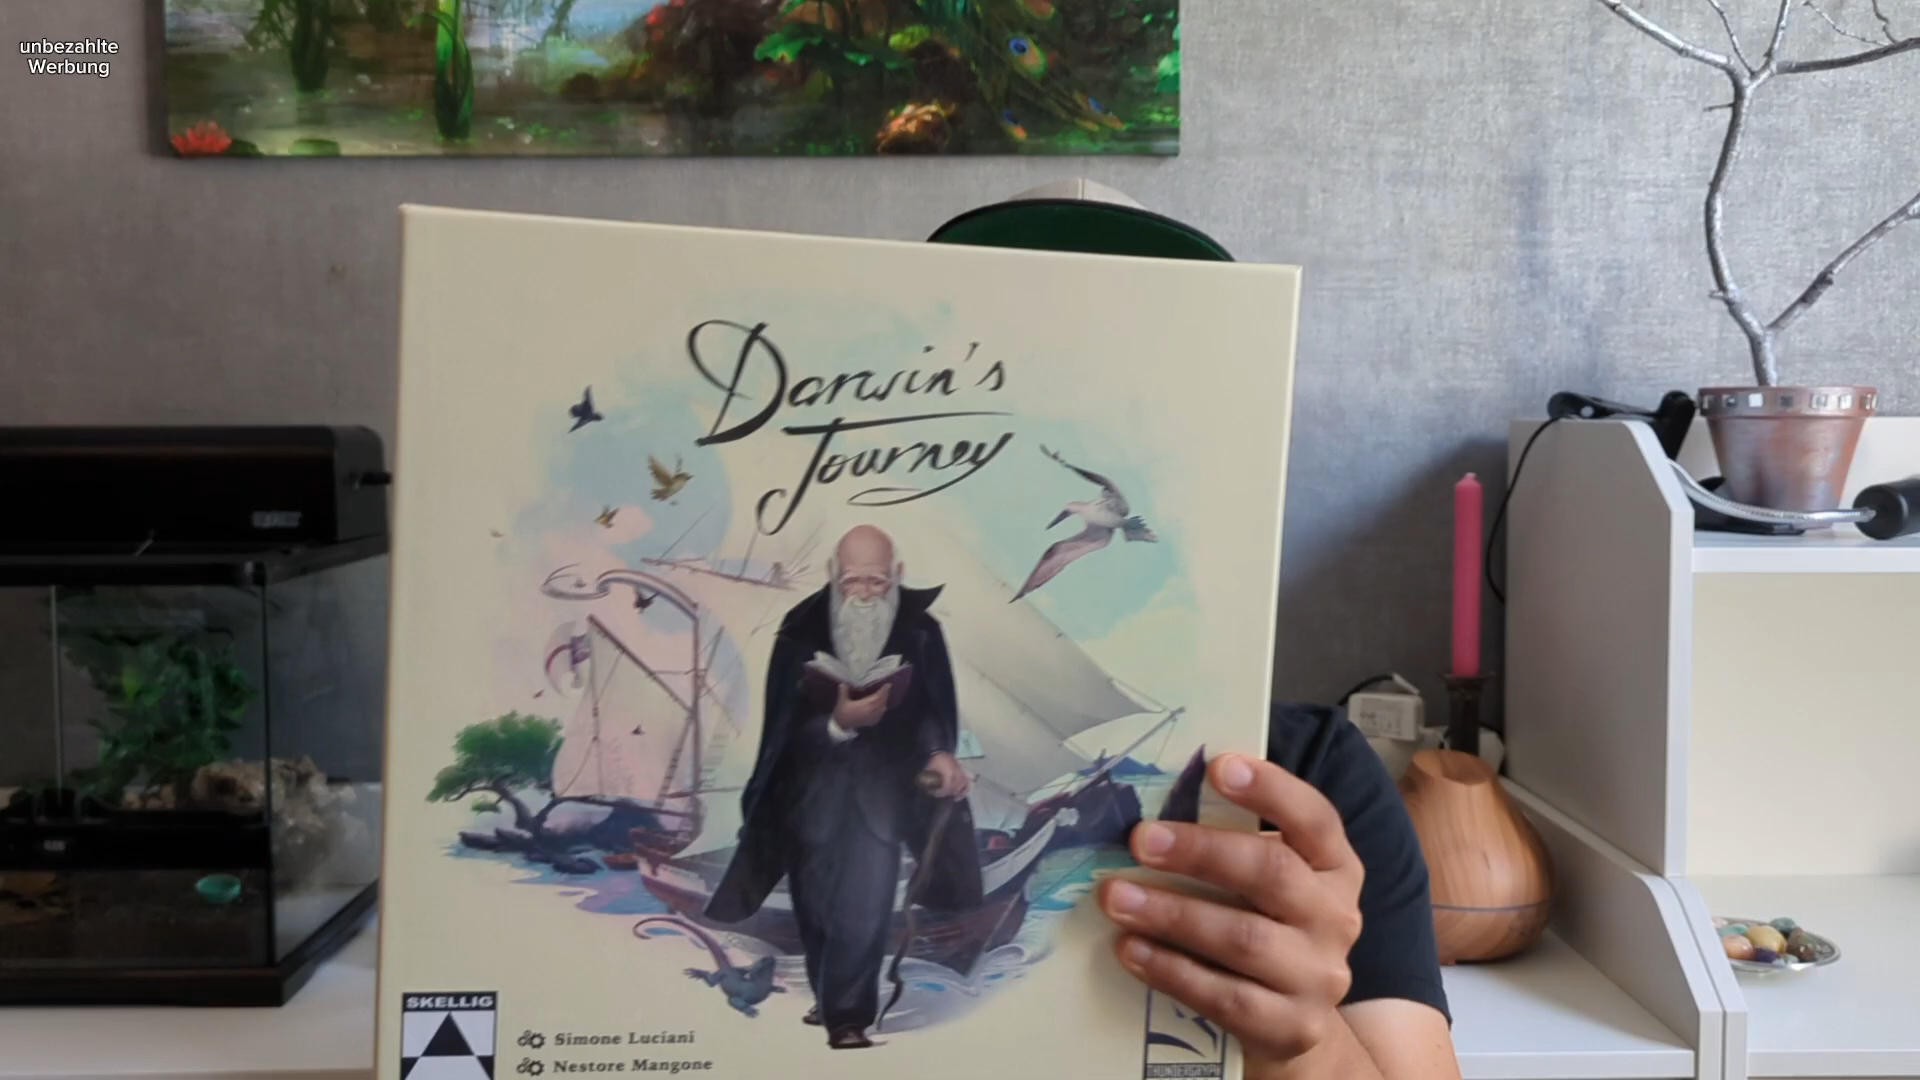 unbezahlte
Werbung
Darwin's
Journey
SKELLIG
Simone Luciani
Nestore Mangone